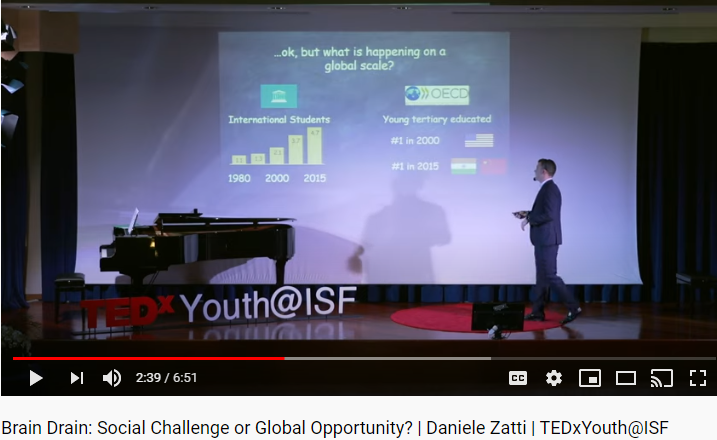 ...ok, but what is happening on a
global scale?
OECD
International Students
Young tertiary educated
#1 in 2000
#1 in 2015
1980 2000 2015
TEDx Youth@ISF
2:39 / 6:51
CC
Brain Drain: Social Challenge or Global Opportunity? | Daniele Zatti | TEDxYouth@ISF